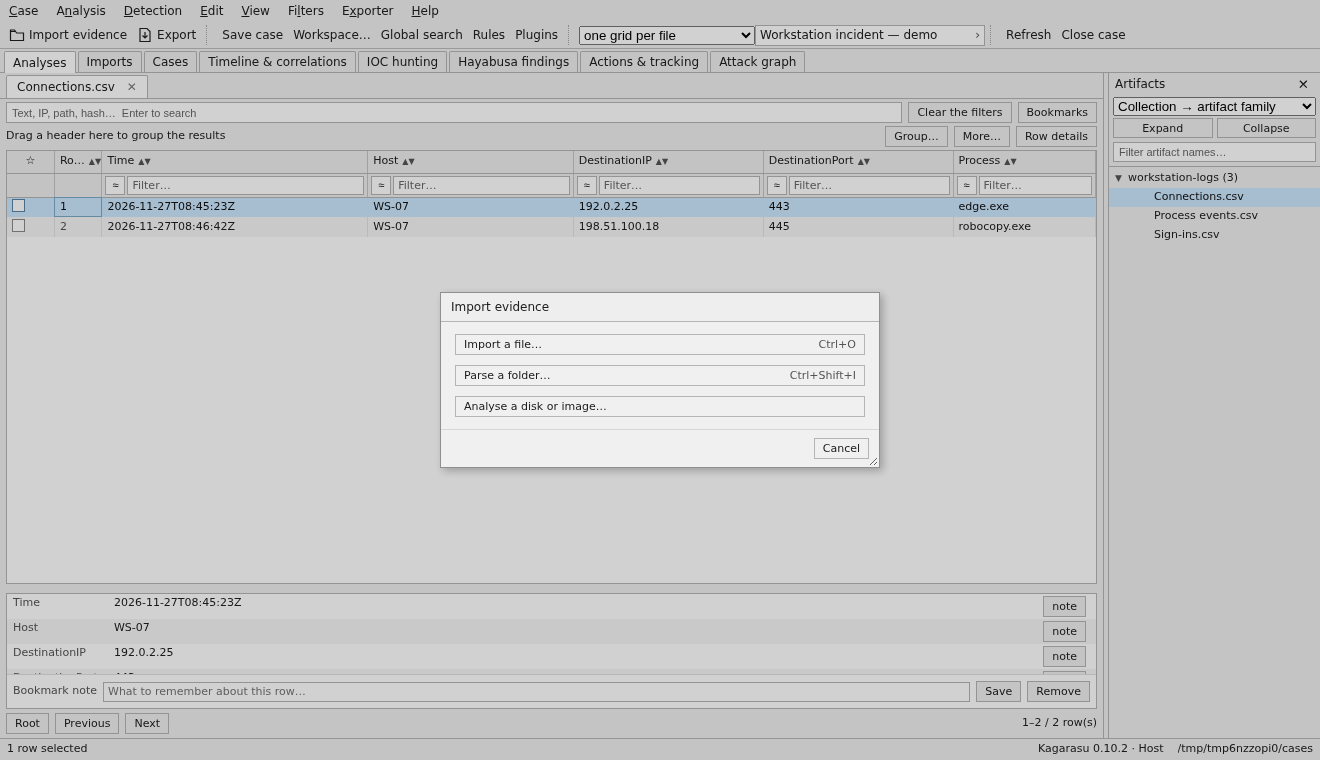 Case Analysis Detection Edit View Filters Exporter Help
Import evidence Export Save case Workspace… Global search Rules Plugins one grid per file Workstation incident — demo › Refresh Close case
Analyses Imports Cases Timeline & correlations IOC hunting Hayabusa findings Actions & tracking Attack graph
Connections.csv ✕
Text, IP, path, hash… Enter to search Clear the filters Bookmarks
Drag a header here to group the results Group… More… Row details
☆ Ro… ▲▼ Time ▲▼ Host ▲▼ DestinationIP ▲▼ DestinationPort ▲▼ Process ▲▼
≈ Filter… ≈ Filter… ≈ Filter… ≈ Filter… ≈ Filter…
1 2026-11-27T08:45:23Z WS-07 192.0.2.25 443 edge.exe
2 2026-11-27T08:46:42Z WS-07 198.51.100.18 445 robocopy.exe
Import evidence
Import a file… Ctrl+O
Parse a folder… Ctrl+Shift+I
Analyse a disk or image…
Cancel
Time 2026-11-27T08:45:23Z note
Host WS-07 note
DestinationIP 192.0.2.25 note
Bookmark note What to remember about this row… Save Remove
Root Previous Next 1–2 / 2 row(s)
Artifacts ✕
Collection → artifact family
Expand Collapse
Filter artifact names…
▼ workstation-logs (3)
Connections.csv
Process events.csv
Sign-ins.csv
1 row selected Kagarasu 0.10.2 · Host /tmp/tmp6nzzopi0/cases